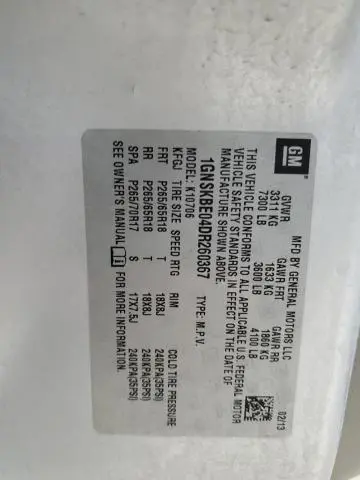 GM
MFD BY GENERAL MOTORS LLC
02/13
GVWR GAWR FRT GAWR RR
3311 KG 1633 KG 1860 KG
7300 LB 3600 LB 4100 LB
THIS VEHICLE CONFORMS TO ALL APPLICABLE U.S. FEDERAL MOTOR
VEHICLE SAFETY STANDARDS IN EFFECT ON THE DATE OF
MANUFACTURE SHOWN ABOVE.
1GNSKBE04DR260367 TYPE: M.P.V.
MODEL: K10706
KFGJ TIRE SIZE SPEED RTG RIM COLD TIRE PRESSURE
FRT P265/65R18 T 18X8J 240KPA(35PSI)
RR P265/65R18 T 18X8J 240KPA(35PSI)
SPA P265/70R17 S 17X7.5J 240KPA(35PSI)
SEE OWNER'S MANUAL FOR MORE INFORMATION.